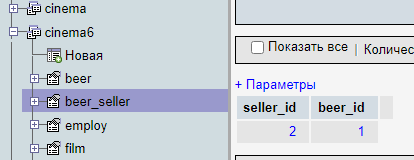 cinema
cinema6
Новая
beer
beer_seller
employ
film
Показать все | Количес
+ Параметры
seller_id beer_id
2 1